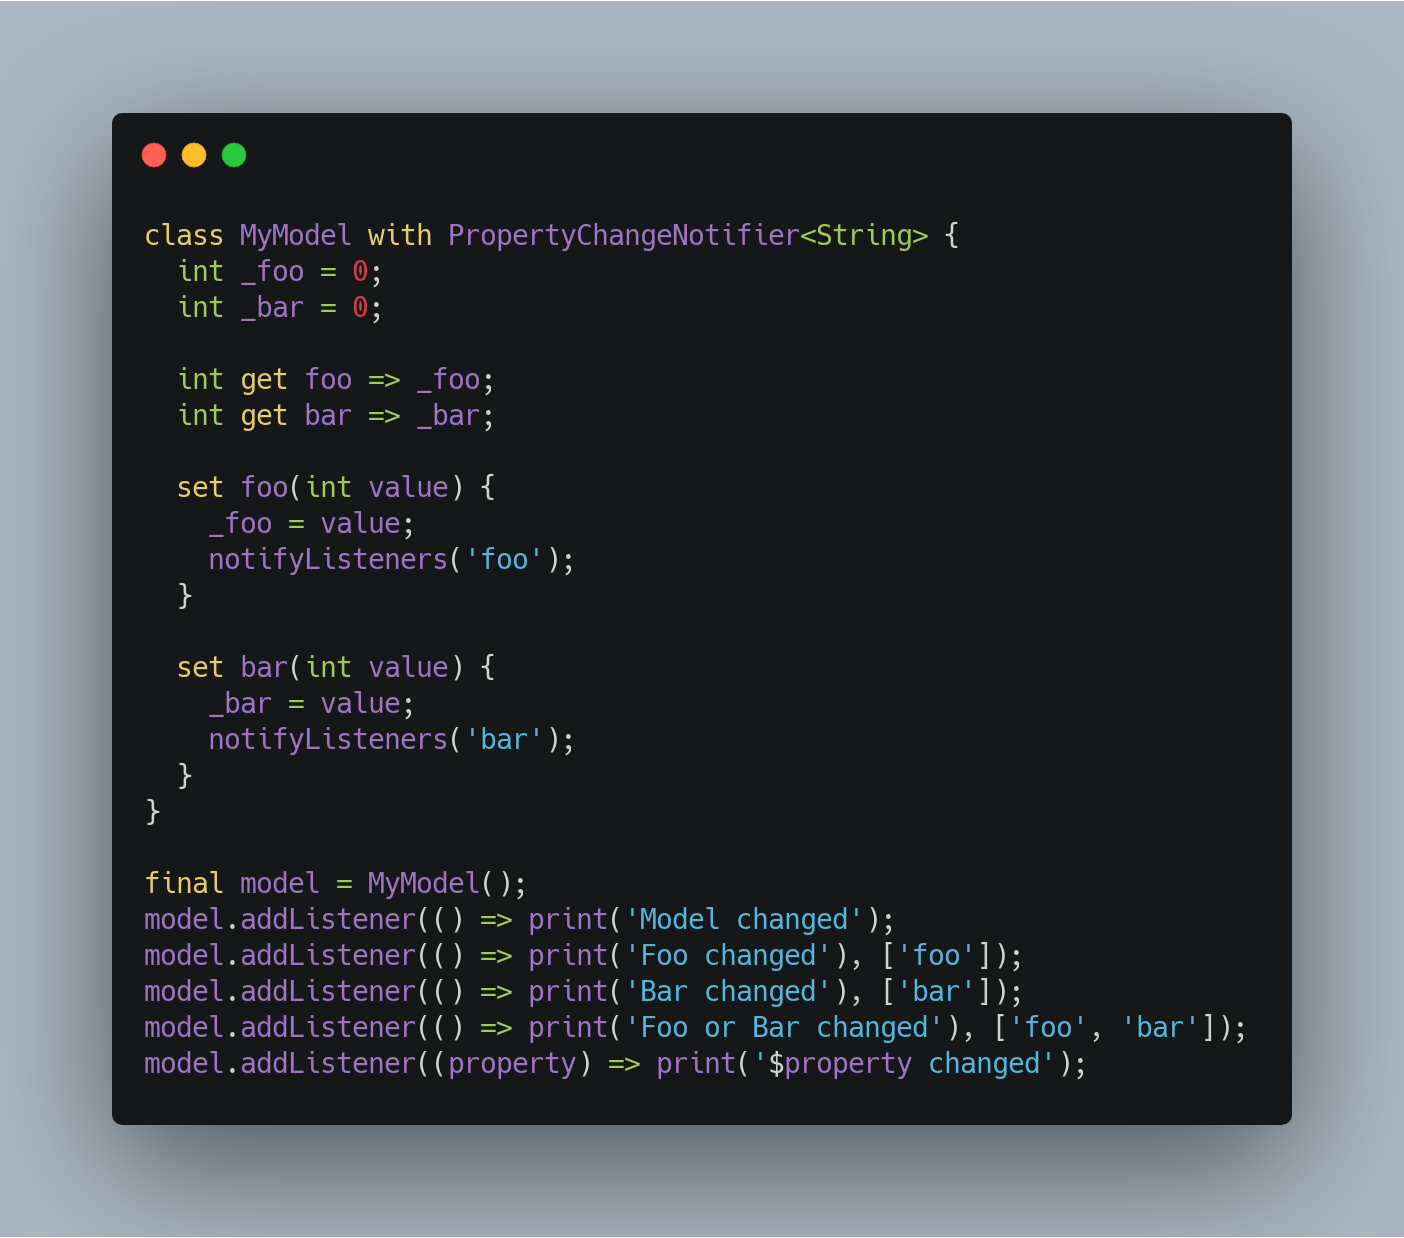 class MyModel with PropertyChangeNotifier<String> {
  int _foo = 0;
  int _bar = 0;

  int get foo => _foo;
  int get bar => _bar;

  set foo(int value) {
    _foo = value;
    notifyListeners('foo');
  }

  set bar(int value) {
    _bar = value;
    notifyListeners('bar');
  }
}

final model = MyModel();
model.addListener(() => print('Model changed');
model.addListener(() => print('Foo changed'), ['foo']);
model.addListener(() => print('Bar changed'), ['bar']);
model.addListener(() => print('Foo or Bar changed'), ['foo', 'bar']);
model.addListener((property) => print('$property changed');